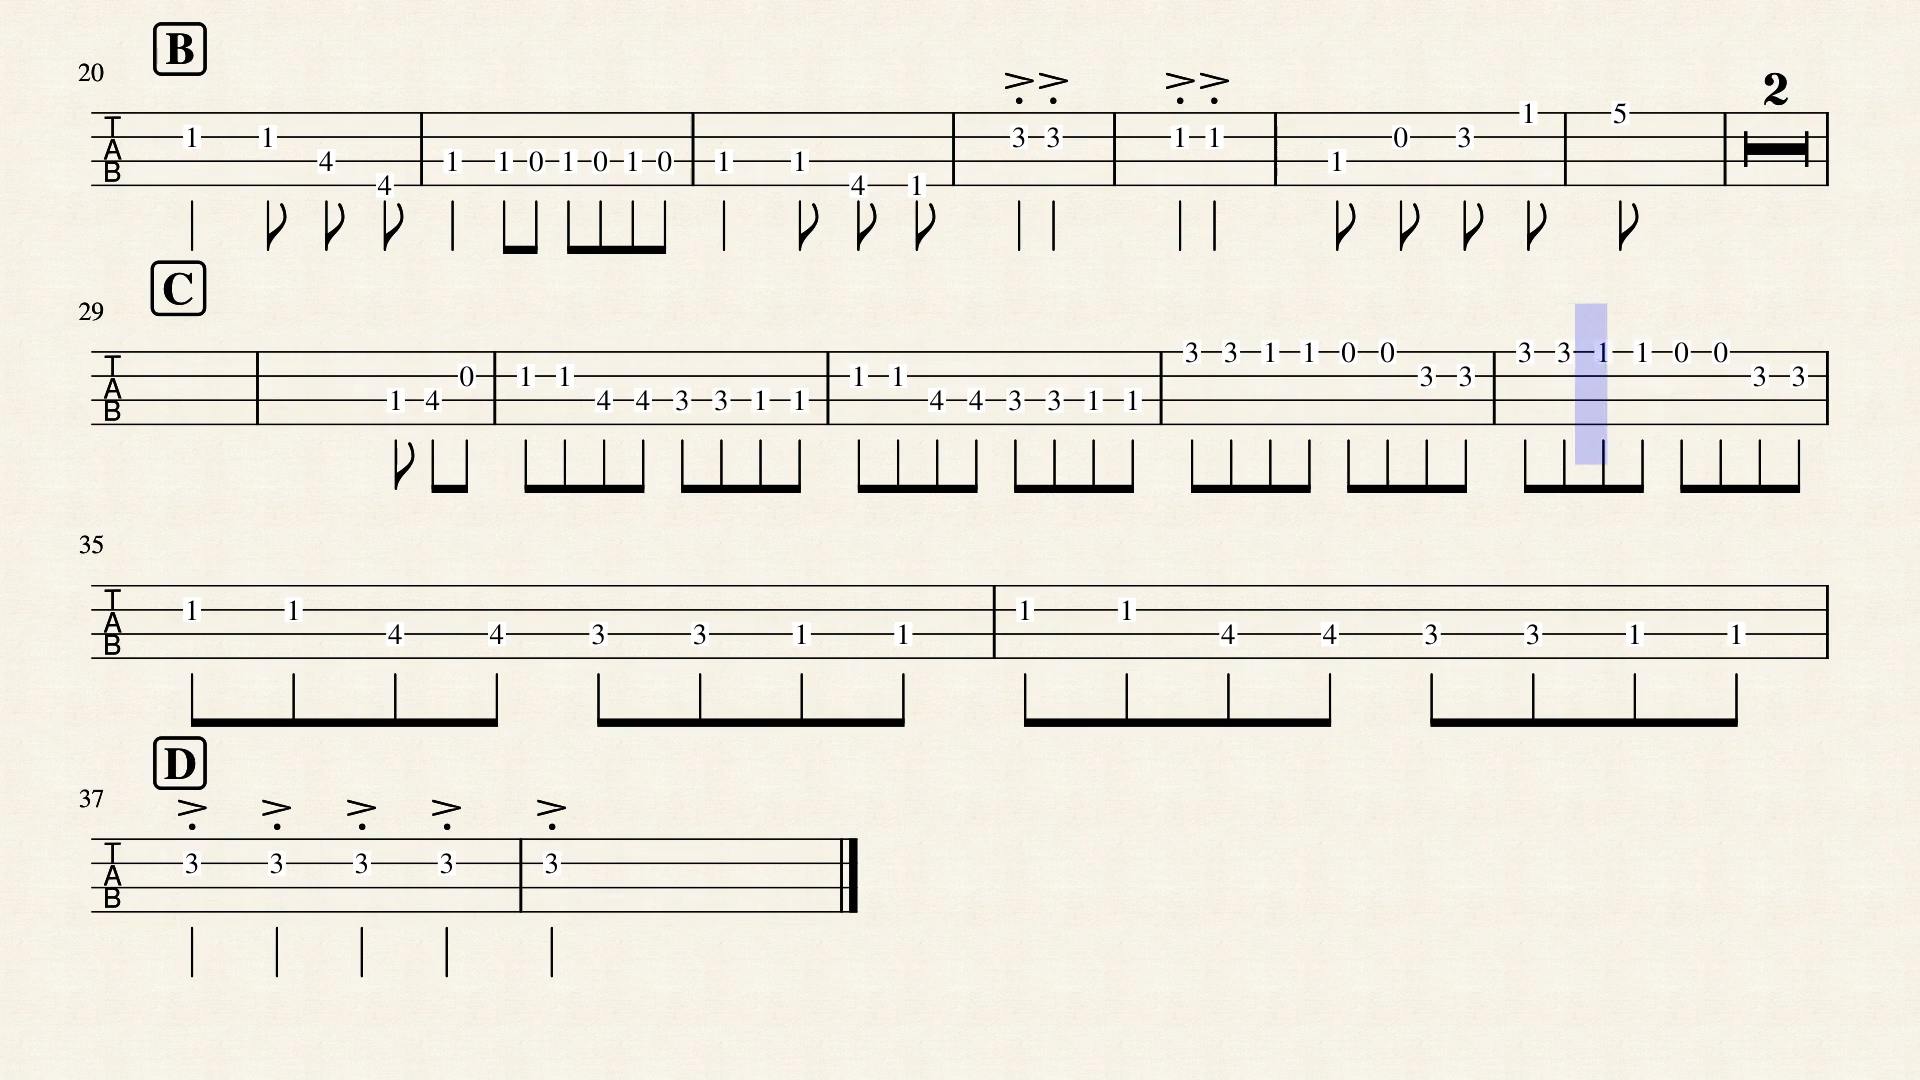 B
20
2
T A B
1 1 4 4 1 1 0 1 0 1 0 1 1 4 1 3 3 1 1 1 0 3 1 5
C
29
T A B
1 4 0 1 1 4 4 3 3 1 1 1 1 4 4 3 3 1 1 3 3 1 1 0 0 3 3 3 3 1 1 0 0 3 3
35
T A B
1 1 4 4 3 3 1 1 1 1 4 4 3 3 1 1
D
37
T A B
3 3 3 3 3